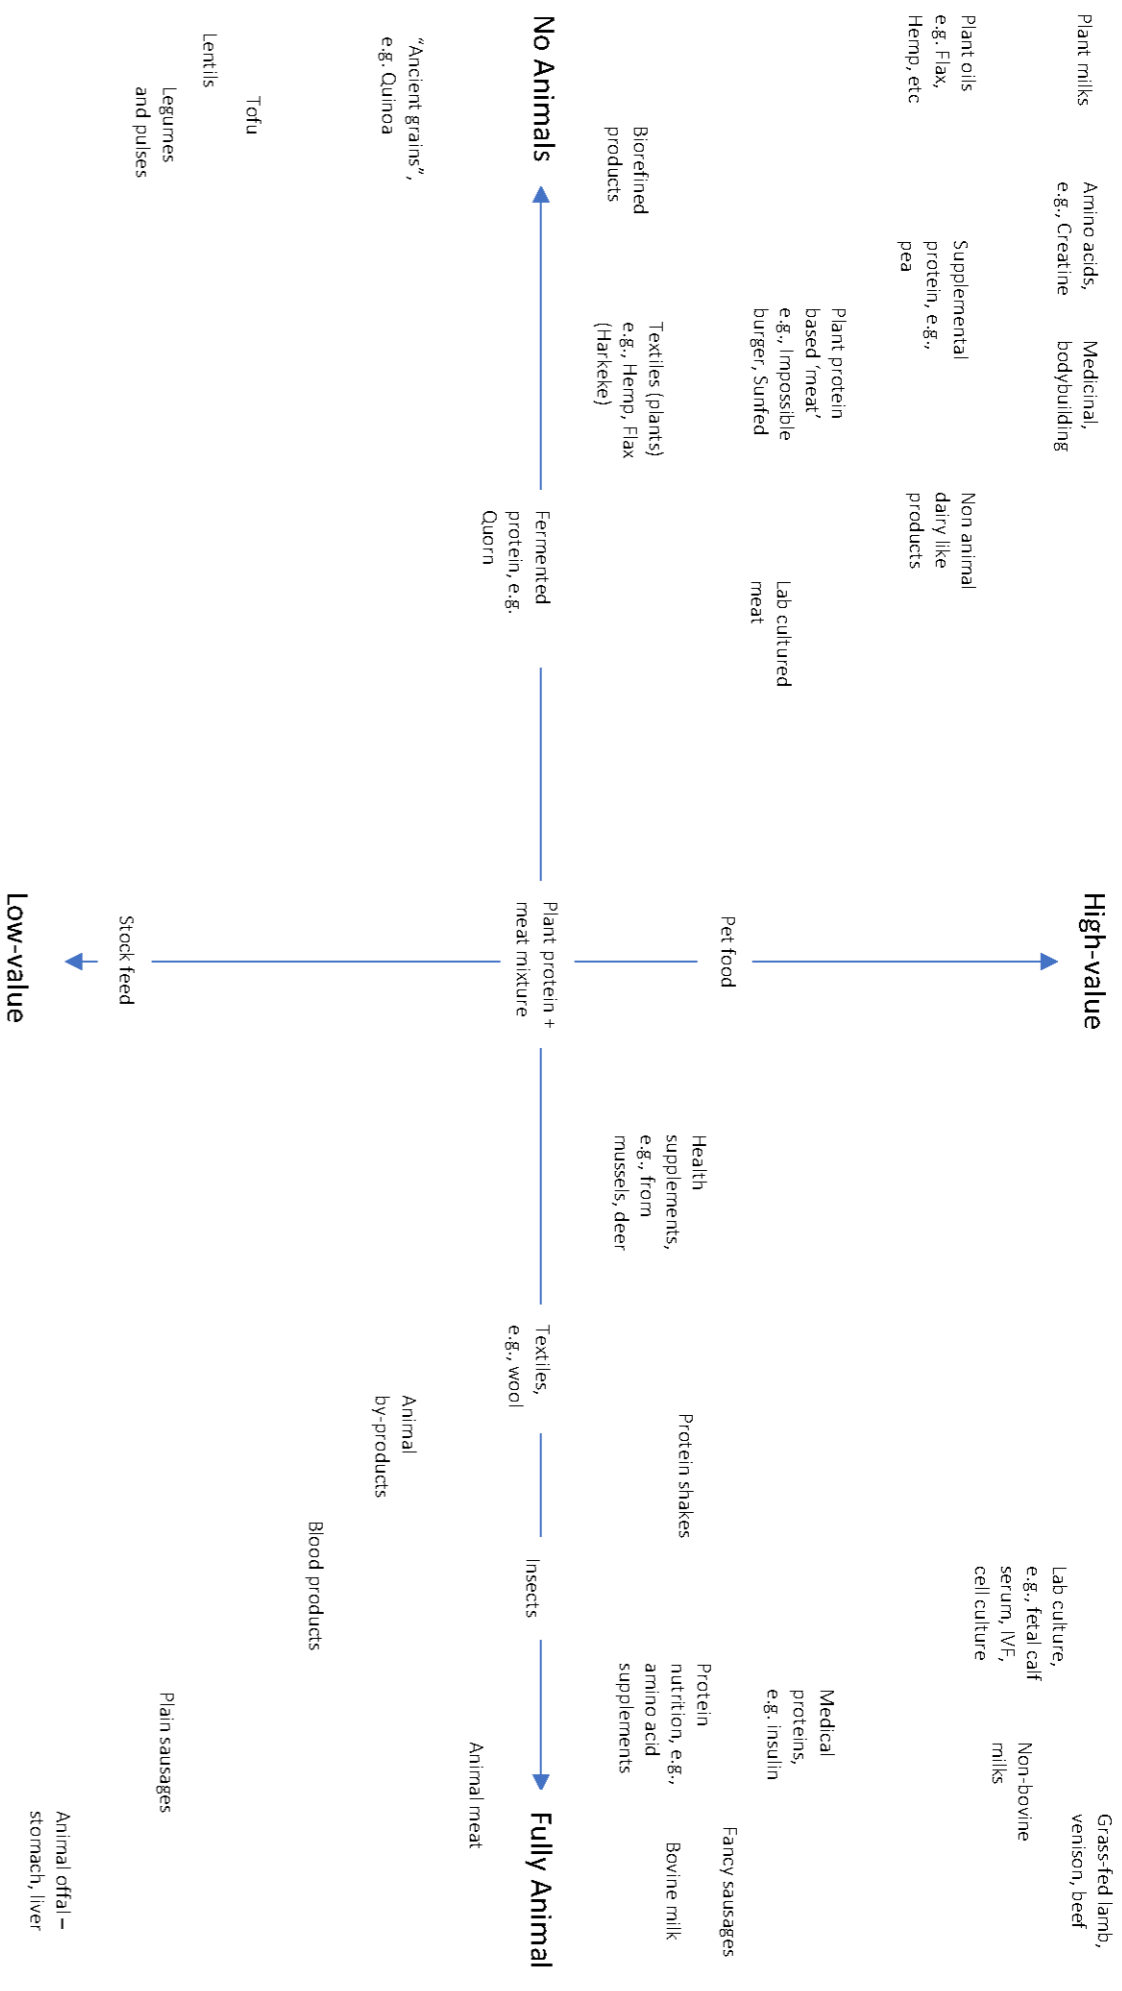 High-value
Plant milks
Amino acids,
e.g., Creatine
Medicinal,
bodybuilding
Grass-fed lamb,
venison, beef
Lab culture,
e.g., fetal calf
serum, IVF,
cell culture
Non-bovine
milks
Plant oils
e.g. Flax,
Hemp, etc
Supplemental
protein, e.g.,
pea
Non animal
dairy like
products
Plant protein
based ‘meat’
e.g., Impossible
burger, Sunfed
Lab cultured
meat
Medical
proteins,
e.g. insulin
Pet food
Fancy sausages
Health
supplements,
e.g., from
mussels, deer
Protein shakes
Protein
nutrition, e.g.,
amino acid
supplements
Bovine milk
Biorefined
products
Textiles (plants)
e.g., Hemp, Flax
(Harkeke)
No Animals
Fermented
protein, e.g.
Quorn
Plant protein +
meat mixture
Textiles,
e.g., wool
Insects
Fully Animal
Animal meat
“Ancient grains”,
e.g. Quinoa
Animal
by-products
Blood products
Tofu
Lentils
Legumes
and pulses
Plain sausages
Stock feed
Animal offal –
stomach, liver
Low-value